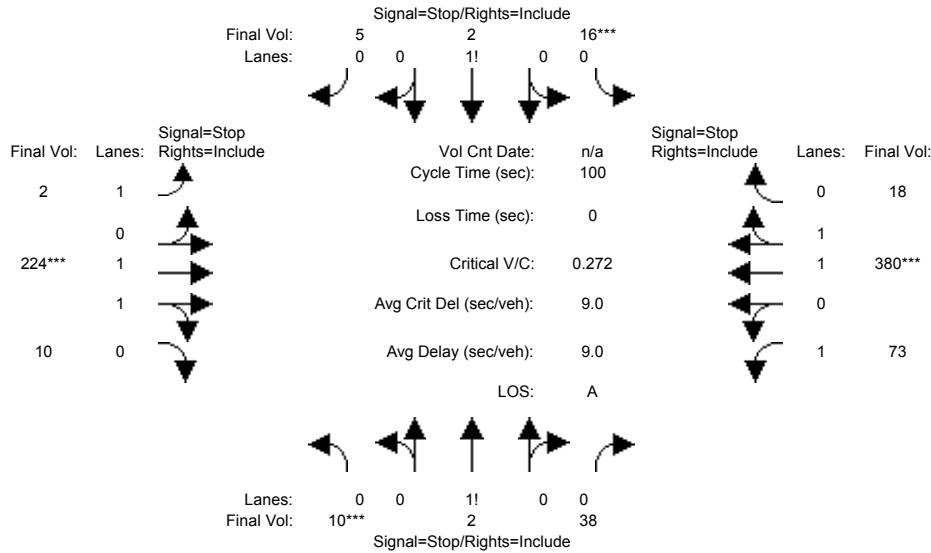 Signal=Stop/Rights=Include
Final Vol: 5 2 16***
Lanes: 0 0 1! 0 0
Signal=Stop Signal=Stop
Final Vol: Lanes: Rights=Include Vol Cnt Date: n/a Rights=Include Lanes: Final Vol:
Cycle Time (sec): 100
2 1 0 18
Loss Time (sec): 0
0 1
224*** 1 Critical V/C: 0.272 1 380***
1 Avg Crit Del (sec/veh): 9.0 0
10 0 Avg Delay (sec/veh): 9.0 1 73
LOS: A
Lanes: 0 0 1! 0 0
Final Vol: 10*** 2 38
Signal=Stop/Rights=Include